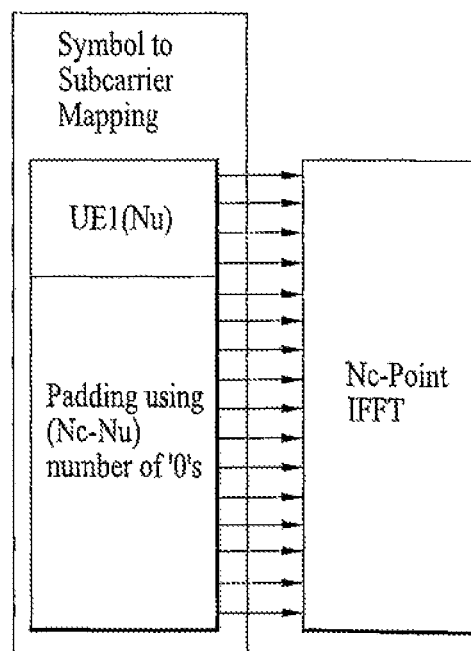 Symbol to
Subcarrier
Mapping
UE1(Nu)
Padding using
(Nc-Nu)
number of '0's
Nc-Point
IFFT